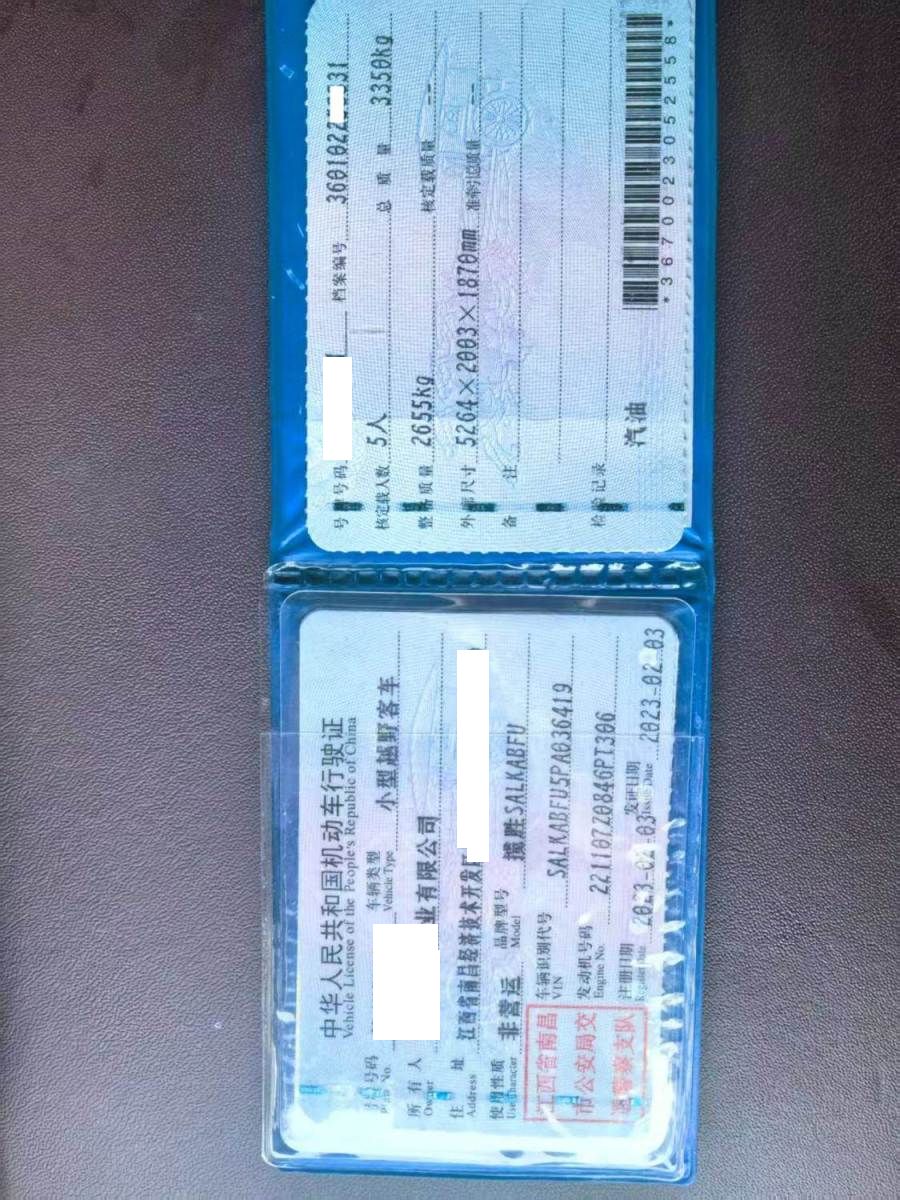 中华人民共和国机动车行驶证
Vehicle License of the People's Republic of China
号码 车辆类型 小型越野客车
No. Vehicle Type
所有人 业有限公司
Owner
住址 江西省南昌经济技术开发
Address
使用性质 非营运 品牌型号 揽胜SALKABFU
Use Character Model
江西省南昌
市公安局交
通警察支队
车辆识别代号 SALKABFU5PA036419
VIN
发动机号码 221107Z0846PT306
Engine No.
注册日期 2023-02-03 发证日期 2023-02-03
Register Date Issue Date
号牌号码 档案编号 3601022 31
核定载人数 5人 总质量 3350kg
整备质量 2655kg 核定载质量 --
外部尺寸 5264×2003×1870mm 准牵引总质量 --
备注
检验记录 汽油
*3670023052558*